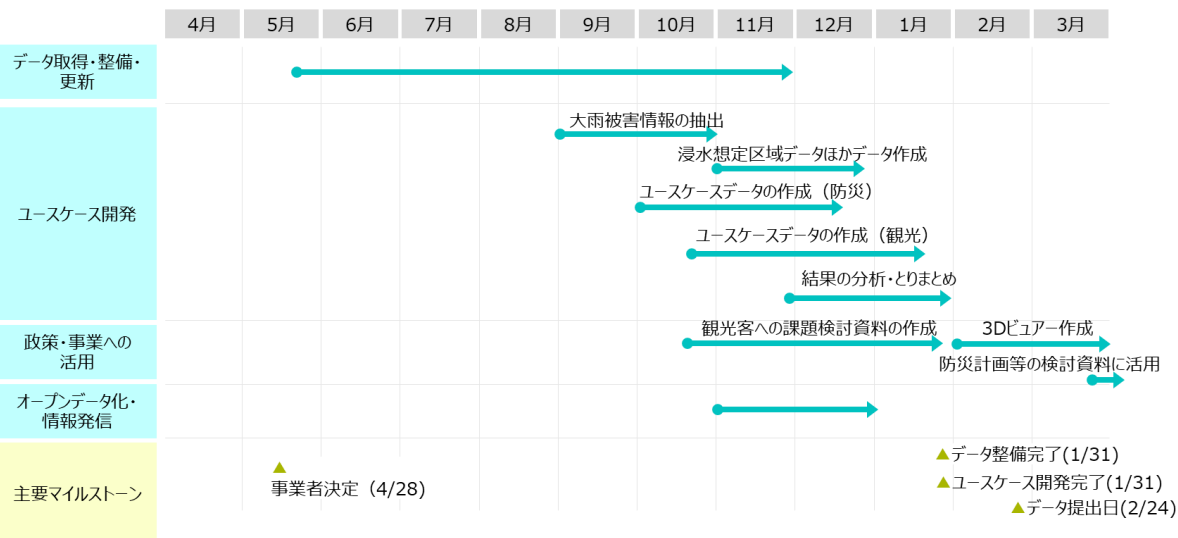 4月 5月 6月 7月 8月 9月 10月 11月 12月 1月 2月 3月
データ取得・整備・
更新
大雨被害情報の抽出
浸水想定区域データほかデータ作成
ユースケースデータの作成（防災）
ユースケース開発
ユースケースデータの作成（観光）
結果の分析・とりまとめ
政策・事業への
活用
観光客への課題検討資料の作成
3Dビュアー作成
防災計画等の検討資料に活用
オープンデータ化・
情報発信
主要マイルストーン
▲
事業者決定（4/28)
▲データ整備完了(1/31)
▲ユースケース開発完了(1/31)
▲データ提出日(2/24)